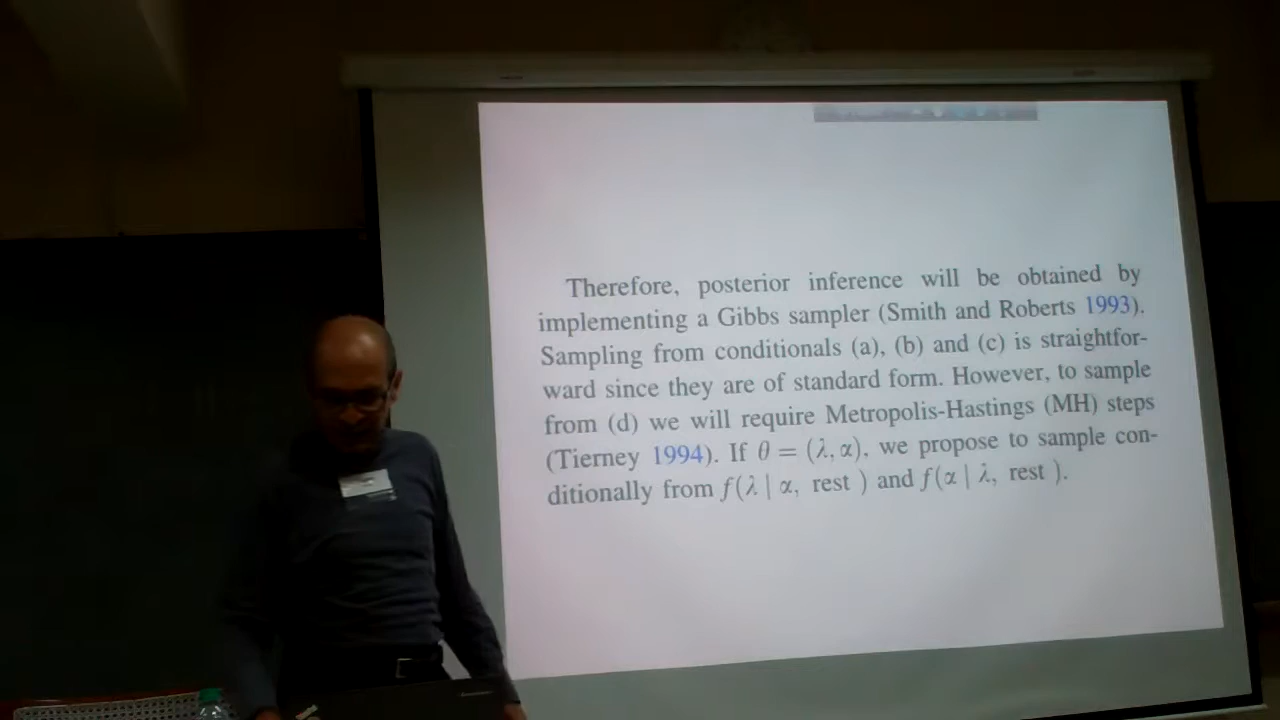 Therefore, posterior inference will be obtained by
implementing a Gibbs sampler (Smith and Roberts 1993).
Sampling from conditionals (a), (b) and (c) is straightfor-
ward since they are of standard form. However, to sample
from (d) we will require Metropolis-Hastings (MH) steps
(Tierney 1994). If θ = (λ, α), we propose to sample con-
ditionally from f(λ | α, rest ) and f(α | λ, rest ).